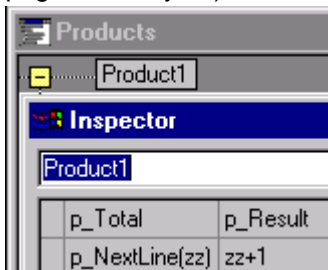 Products
Product1
Inspector
Product1
p_Total p_Result
p_NextLine(zz) zz+1